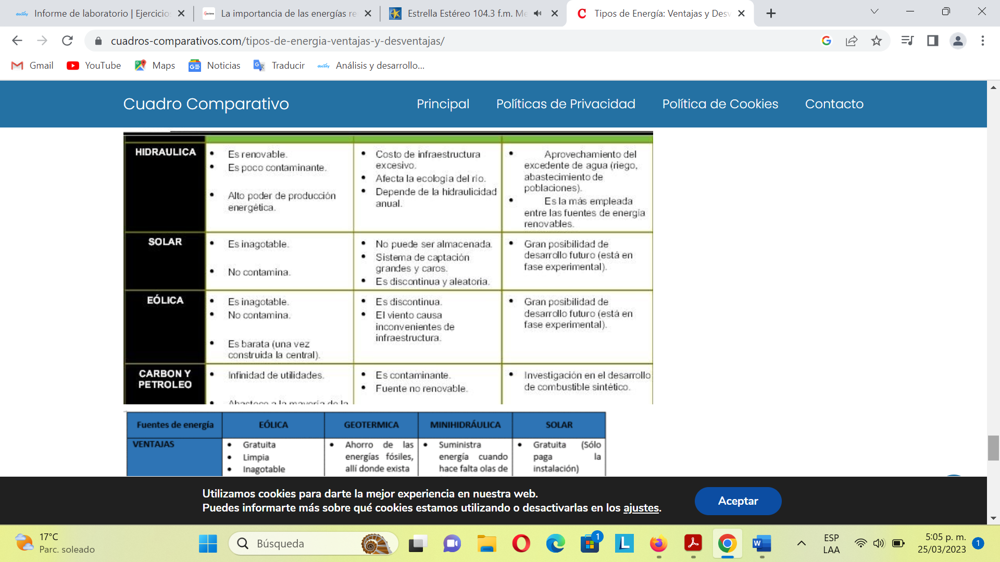 Informe de laboratorio | Ejercicio
La importancia de las energías re
Estrella Estéreo 104.3 f.m. Me
Tipos de Energía: Ventajas y Desv
cuadros-comparativos.com/tipos-de-energia-ventajas-y-desventajas/
Gmail
YouTube
Maps
Noticias
Traducir
docsity
Análisis y desarrollo...
Cuadro Comparativo
Principal
Políticas de Privacidad
Política de Cookies
Contacto
HIDRAULICA
• Es renovable.
• Es poco contaminante.
• Alto poder de producción
energética.
• Costo de infraestructura
excesivo.
• Afecta la ecología del río.
• Depende de la hidraulicidad
anual.
• Aprovechamiento del
excedente de agua (riego,
abastecimiento de
poblaciones).
• Es la más empleada
entre las fuentes de energía
renovables.
SOLAR
• Es inagotable.
• No contamina.
• No puede ser almacenada.
• Sistema de captación
grandes y caros.
• Es discontinua y aleatoria.
• Gran posibilidad de
desarrollo futuro (está en
fase experimental).
EÓLICA
• Es inagotable.
• No contamina.
• Es barata (una vez
construida la central).
• Es discontinua.
• El viento causa
inconvenientes de
infraestructura.
• Gran posibilidad de
desarrollo futuro (está en
fase experimental).
CARBON Y
PETROLEO
• Infinidad de utilidades.
• Abastece a la mayoría de la
• Es contaminante.
• Fuente no renovable.
• Investigación en el desarrollo
de combustible sintético.
Fuentes de energía
EÓLICA
GEOTERMICA
MINIHIDRÁULICA
SOLAR
VENTAJAS
• Gratuita
• Limpia
• Inagotable
• Ahorro de las
energías fósiles,
allí donde exista
• Suministra
energía cuando
hace falta olas de
• Gratuita (Sólo
paga la
instalación)
Utilizamos cookies para darte la mejor experiencia en nuestra web.
Puedes informarte más sobre qué cookies estamos utilizando o desactivarlas en los ajustes.
Aceptar
17°C
Parc. soleado
Búsqueda
1
ESP
LAA
5:05 p. m.
25/03/2023
1